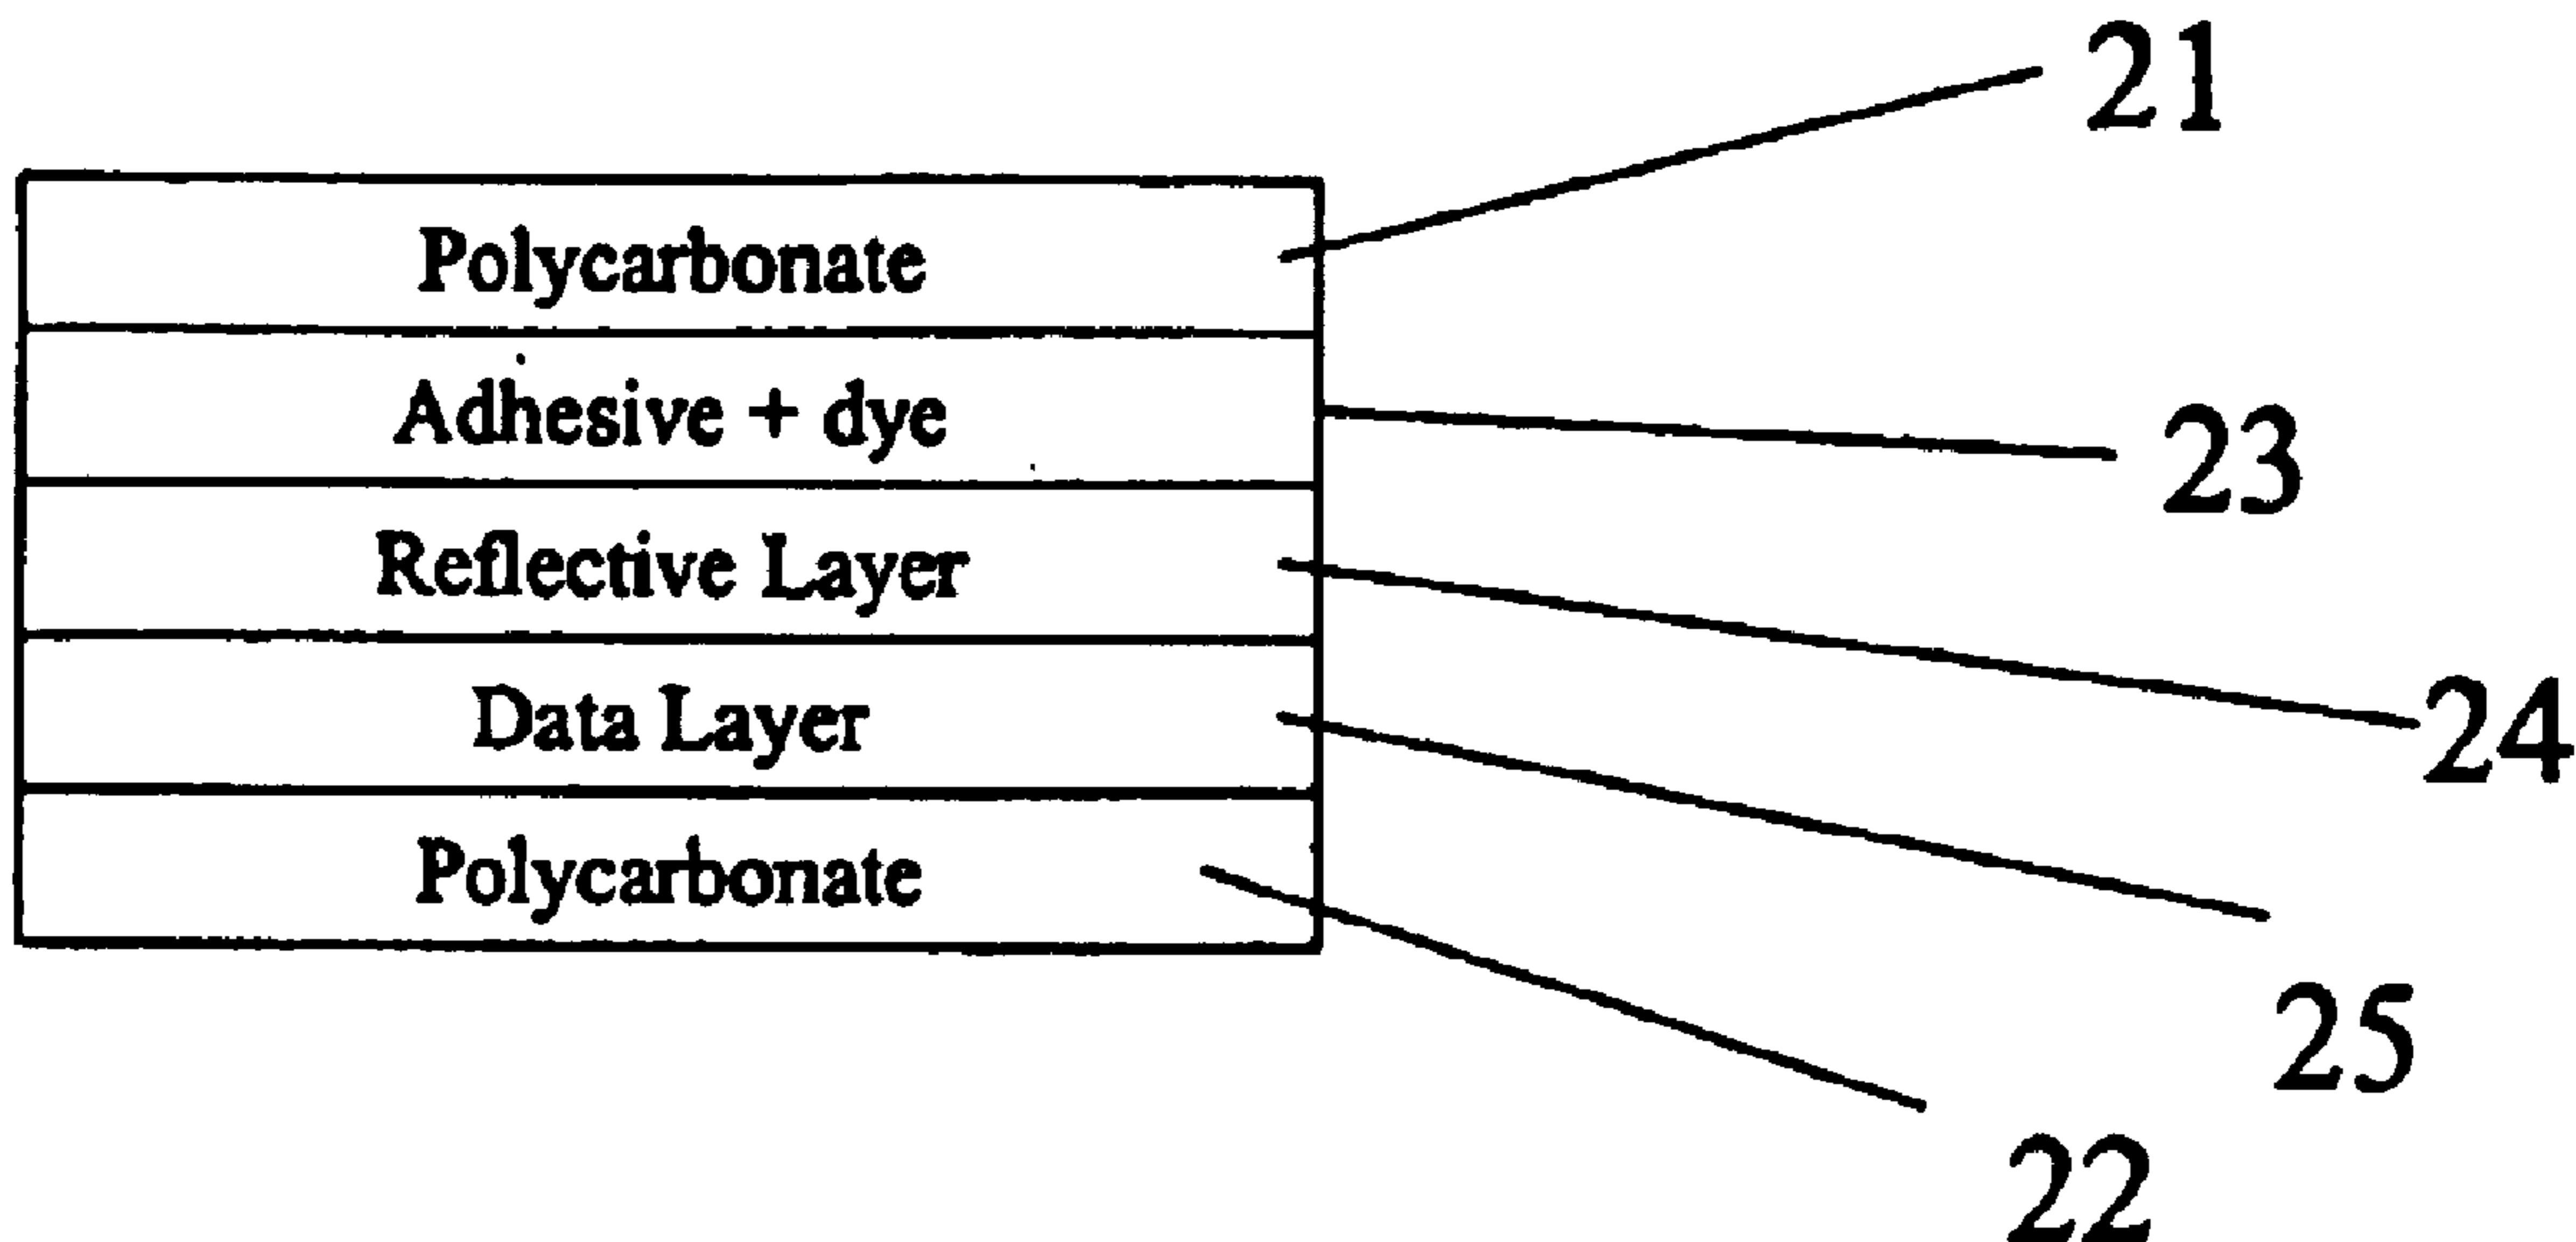 21
Polycarbonate
Adhesive + dye
23
Reflective Layer
24
Data Layer
25
Polycarbonate
22